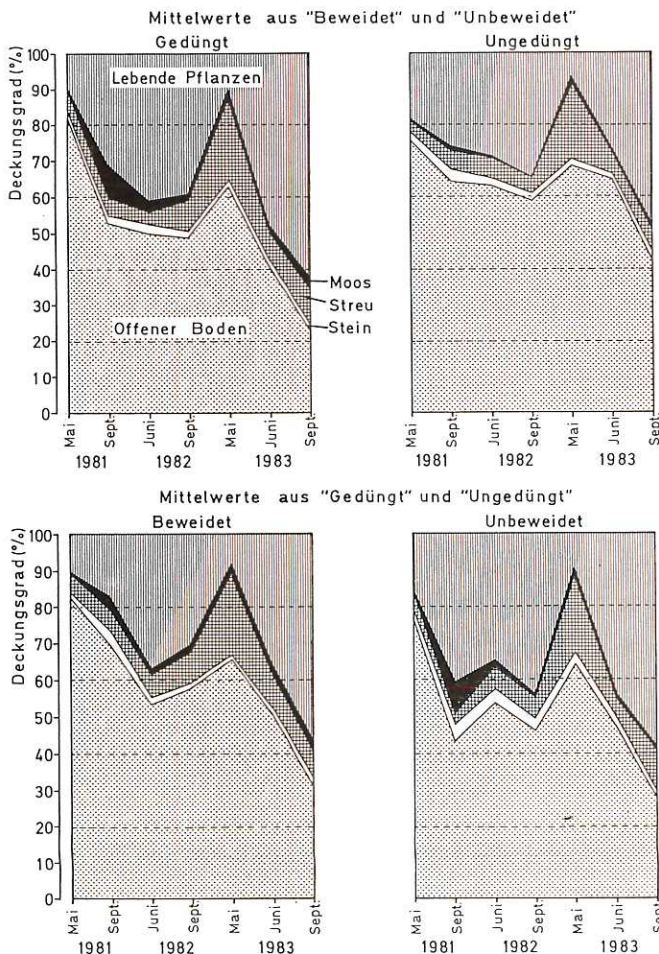 Mittelwerte aus "Beweidet" und "Unbeweidet"
Gedüngt
Ungedüngt
Deckungsgrad (%)
100
90
80
70
60
50
40
30
20
10
0
Lebende Pflanzen
Offener Boden
Moos
Streu
Stein
Mai Sept. Juni Sept. Mai Juni Sept.
1981 1982 1983
Mai Sept. Juni Sept. Mai Juni Sept.
1981 1982 1983
Mittelwerte aus "Gedüngt" und "Ungedüngt"
Beweidet
Unbeweidet
Deckungsgrad (%)
100
90
80
70
60
50
40
30
20
10
0
Mai Sept. Juni Sept. Mai Juni Sept.
1981 1982 1983
Mai Sept. Juni Sept. Mai Juni Sept.
1981 1982 1983